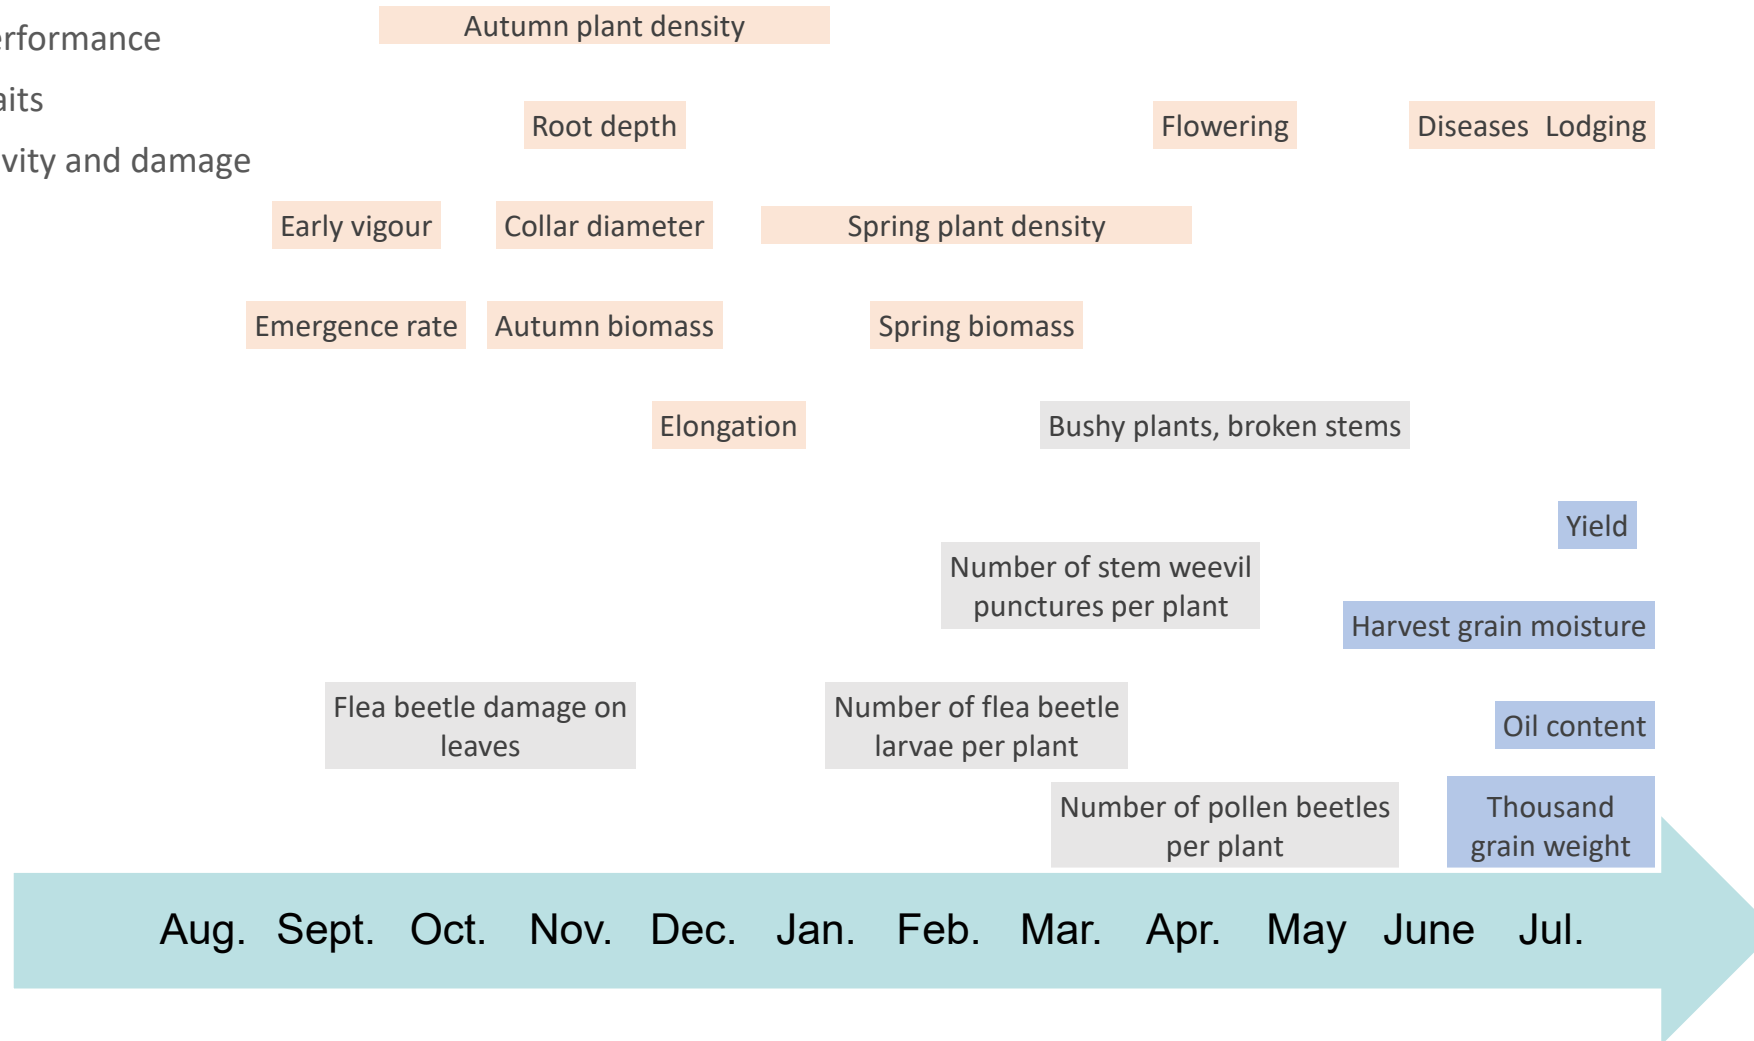 Autumn plant density
erformance
aits
Root depth
Flowering
Diseases Lodging
vity and damage
Early vigour
Collar diameter
Spring plant density
Emergence rate
Autumn biomass
Spring biomass
Elongation
Bushy plants, broken stems
Yield
Number of stem weevil
punctures per plant
Harvest grain moisture
Flea beetle damage on
leaves
Number of flea beetle
larvae per plant
Oil content
Number of pollen beetles
per plant
Thousand
grain weight
Aug. Sept. Oct. Nov. Dec. Jan. Feb. Mar. Apr. May June Jul.